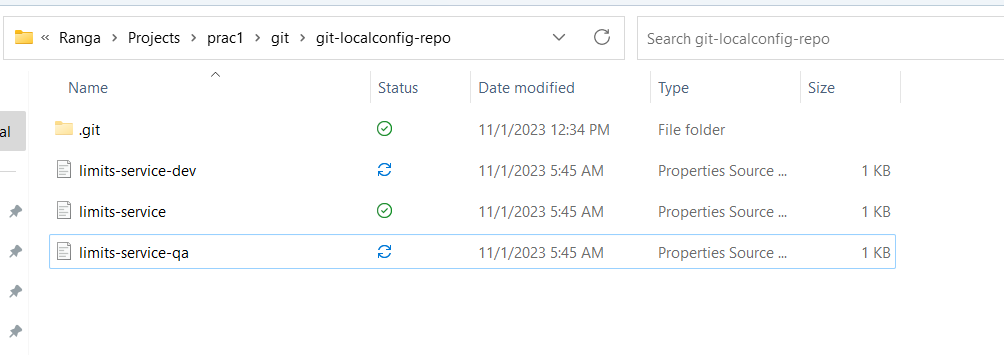 « Ranga > Projects > prac1 > git > git-localconfig-repo Search git-localconfig-repo
Name Status Date modified Type Size
al
.git 11/1/2023 12:34 PM File folder
limits-service-dev 11/1/2023 5:45 AM Properties Source ... 1 KB
limits-service 11/1/2023 5:45 AM Properties Source ... 1 KB
limits-service-qa 11/1/2023 5:45 AM Properties Source ... 1 KB